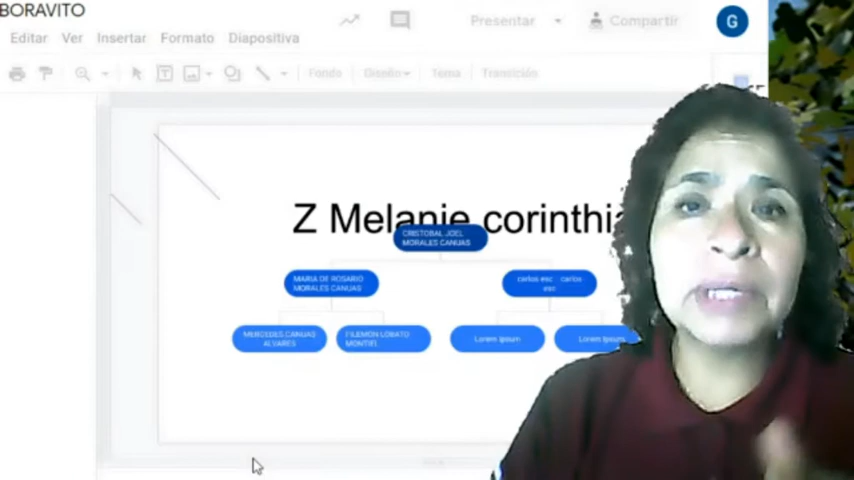 BORAVITO
Editar Ver Insertar Formato Diapositiva
Presentar
Compartir
G
Fondo Diseño Tema Transición
Z Melanie corinthia
CRISTOBAL JOEL
MORALES CANUAS
MARIA DE ROSARIO
MORALES CANUAS
carlos esc carlos
esc
MERCEDES CANUAS
ALVARES
FILEMON LOBATO
MONTIEL
Lorem Ipsum
Lorem Ipsum